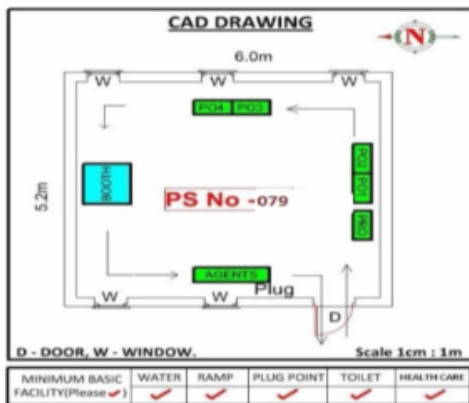 CAD DRAWING
N
6.0m
W W W
PO4 PO3
5.2m
BOOTH
PO2
PO1
PRO
PS No -079
AGENTS
Plug
W W
D
D - DOOR, W - WINDOW.
Scale 1cm : 1m
MINIMUM BASIC FACILITY(Please✓)
WATER
RAMP
PLUG POINT
TOILET
HEALTH CARE